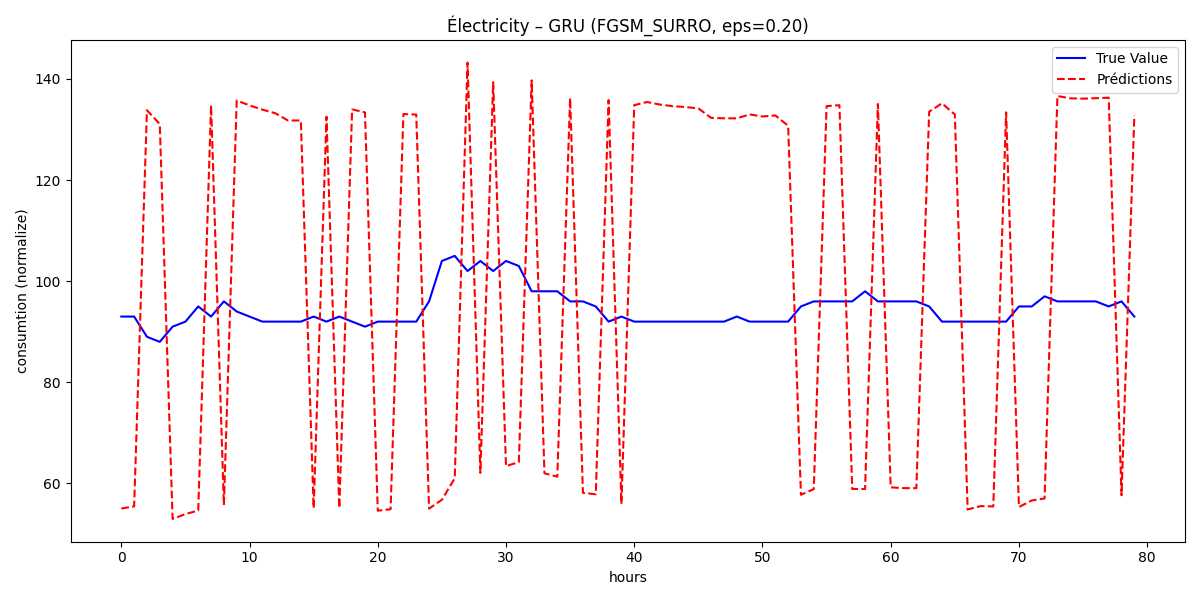 Électricity – GRU (FGSM_SURRO, eps=0.20)
True Value
Prédictions
consumtion (normalize)
140
120
100
80
60
0 10 20 30 40 50 60 70 80
hours